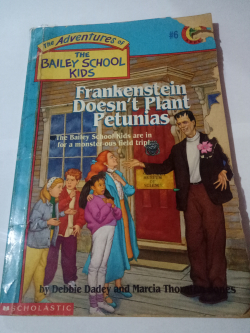 The Adventures of
THE
BAILEY SCHOOL
KIDS
#6
Frankenstein
Doesn't Plant
Petunias
The Bailey School Kids are in
for a monster-ous field trip!
by Debbie Dadey and Marcia Thornton Jones
SCHOLASTIC